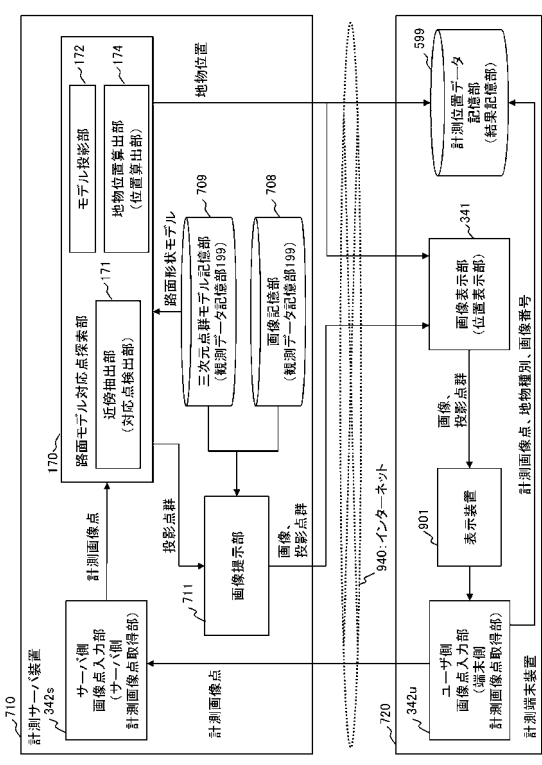 710
計測サーバ装置
342s
サーバ側
画像点入力部
(サーバ側
計測画像点取得部)
計測画像点
計測画像点
170
路面モデル対応点探索部
171
近傍抽出部
(対応点検出部)
172
モデル投影部
174
地物位置算出部
(位置算出部)
投影点群
路面形状モデル
地物位置
709
三次元点群モデル記憶部
(観測データ記憶部199)
708
画像記憶部
(観測データ記憶部199)
711
画像提示部
画像、
投影点群
940:インターネット
720
計測端末装置
342u
ユーザ側
画像点入力部
(端末側
計測画像点取得部)
901
表示装置
画像、
投影点群
341
画像表示部
(位置表示部)
599
計測位置データ
記憶部
(結果記憶部)
計測画像点、地物種別、画像番号